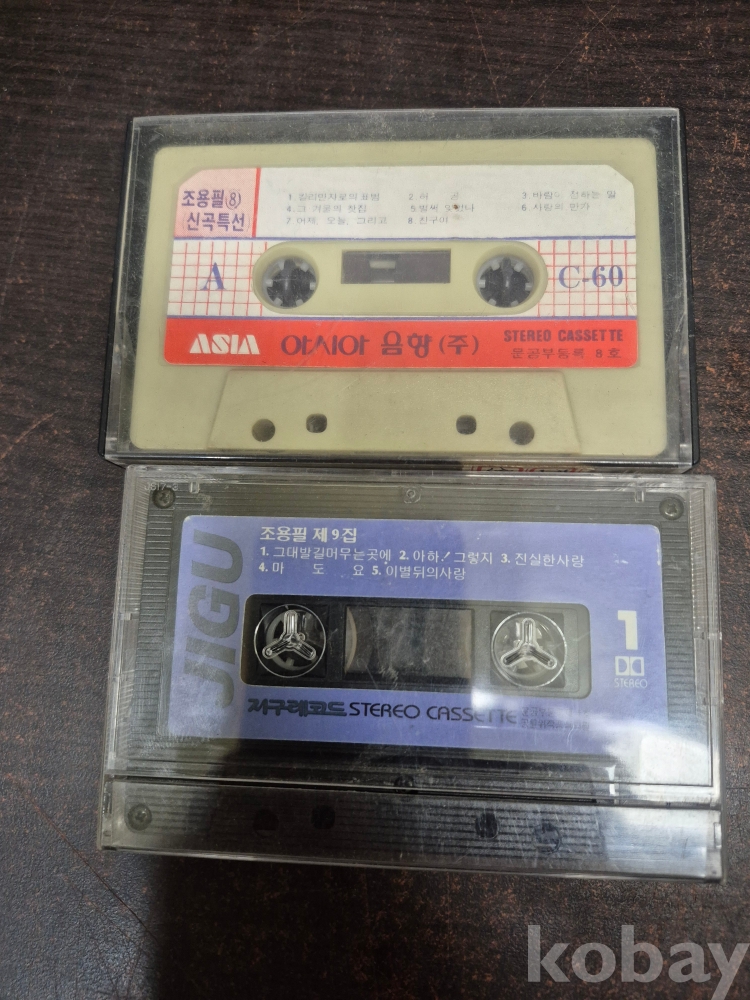 조용필(8)
신곡특선
1.킬리만자로의표범 2.허 공 3.바람이 전하는 말
4.그 겨울의 찻집 5.벌써 잊었나 6.사랑의
7.어제, 오늘, 그리고 8.친구여
A
C-60
ASIA 아시아 음향(주) STEREO CASSETTE
문공부등록 8호
JIGU
조용필 제9집
1. 그대발길머무는곳에 2. 아하! 그렇지 3. 진실한사랑
4. 마 도 요 5. 이별뒤의사랑
1
STEREO
지구레코드 STEREO CASSETTE
kobay